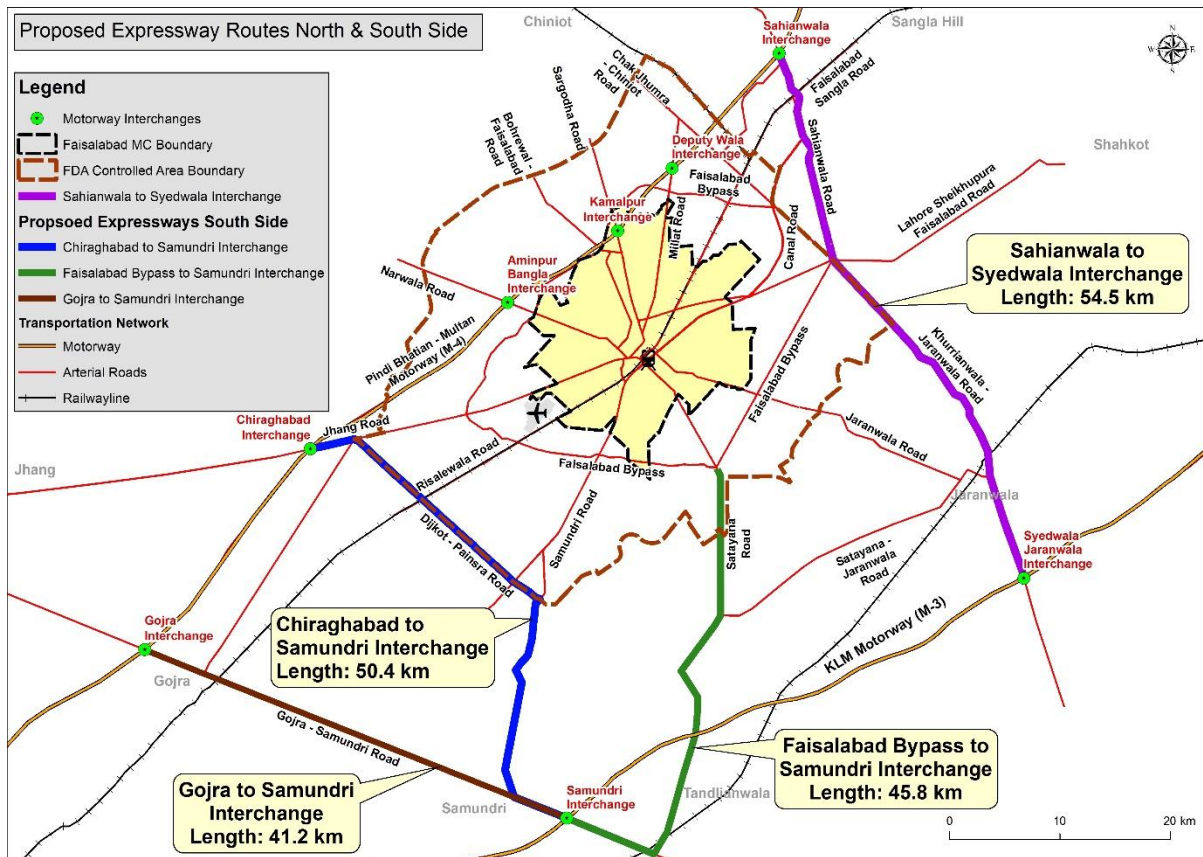 Proposed Expressway Routes North & South Side
Legend
Motorway Interchanges
Faisalabad MC Boundary
FDA Controlled Area Boundary
Sahianwala to Syedwala Interchange
Proposed Expressways South Side
Chiraghabad to Samundri Interchange
Faisalabad Bypass to Samundri Interchange
Gojra to Samundri Interchange
Transportation Network
Motorway
Arterial Roads
Railwayline
Chiniot
Sahianwala
Interchange
Sangla Hill
Chak Jhumra
- Chiniot
Road
Sargodha Road
Bohrewal -
Faisalabad
Road
Faisalabad
Sangla Road
Deputy Wala
Interchange
Faisalabad
Bypass
Sahianwala Road
Shahkot
Kamalpur
Interchange
Millat Road
Canal Road
Lahore Sheikhupura
Faisalabad Road
Aminpur
Bangla
Interchange
Narwala Road
Sahianwala to
Syedwala Interchange
Length: 54.5 km
Pindi Bhatian - Multan
Motorway (M-4)
Faisalabad Bypass
Khurrianwala -
Jaranwala Road
Chiraghabad
Interchange
Jhang Road
Jaranwala Road
Jhang
Risalewala Road
Faisalabad Bypass
Jaranwala
Dijkot - Painsra Road
Samundri Road
Satayana
Road
Satayana -
Jaranwala
Road
Syedwala
Jaranwala
Interchange
Gojra
Interchange
Chiraghabad to
Samundri Interchange
Length: 50.4 km
KLM Motorway (M-3)
Gojra
Gojra - Samundri Road
Faisalabad Bypass to
Samundri Interchange
Length: 45.8 km
Gojra to Samundri
Interchange
Length: 41.2 km
Samundri
Samundri
Interchange
Tandlianwala
0 10 20 km